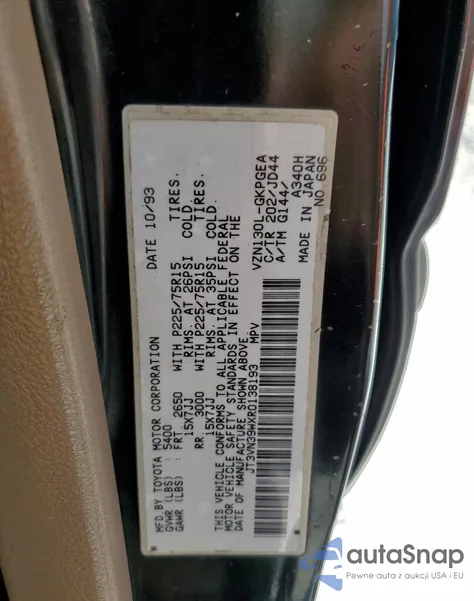 MFD BY TOYOTA MOTOR CORPORATION DATE 10/93
GVWR (LBS) : 5400
GAWR (LBS) : FRT 2650 WITH P225/75R15 TIRES.
15X7JJ RIMS. AT 26PSI COLD.
RR 3000 WITH P225/75R15 TIRES.
15X7JJ RIMS. AT 35PSI COLD.
THIS VEHICLE CONFORMS TO ALL APPLICABLE FEDERAL
MOTOR VEHICLE SAFETY STANDARDS IN EFFECT ON THE
DATE OF MANUFACTURE SHOWN ABOVE.
JT3VN39WXR0138193 MPV
VZN130L-GKPGEA
C/TR 202/JD44
A/TM G144/ A340H
MADE IN JAPAN
NO.696
autoSnap
Pewne auta z aukcji USA i EU